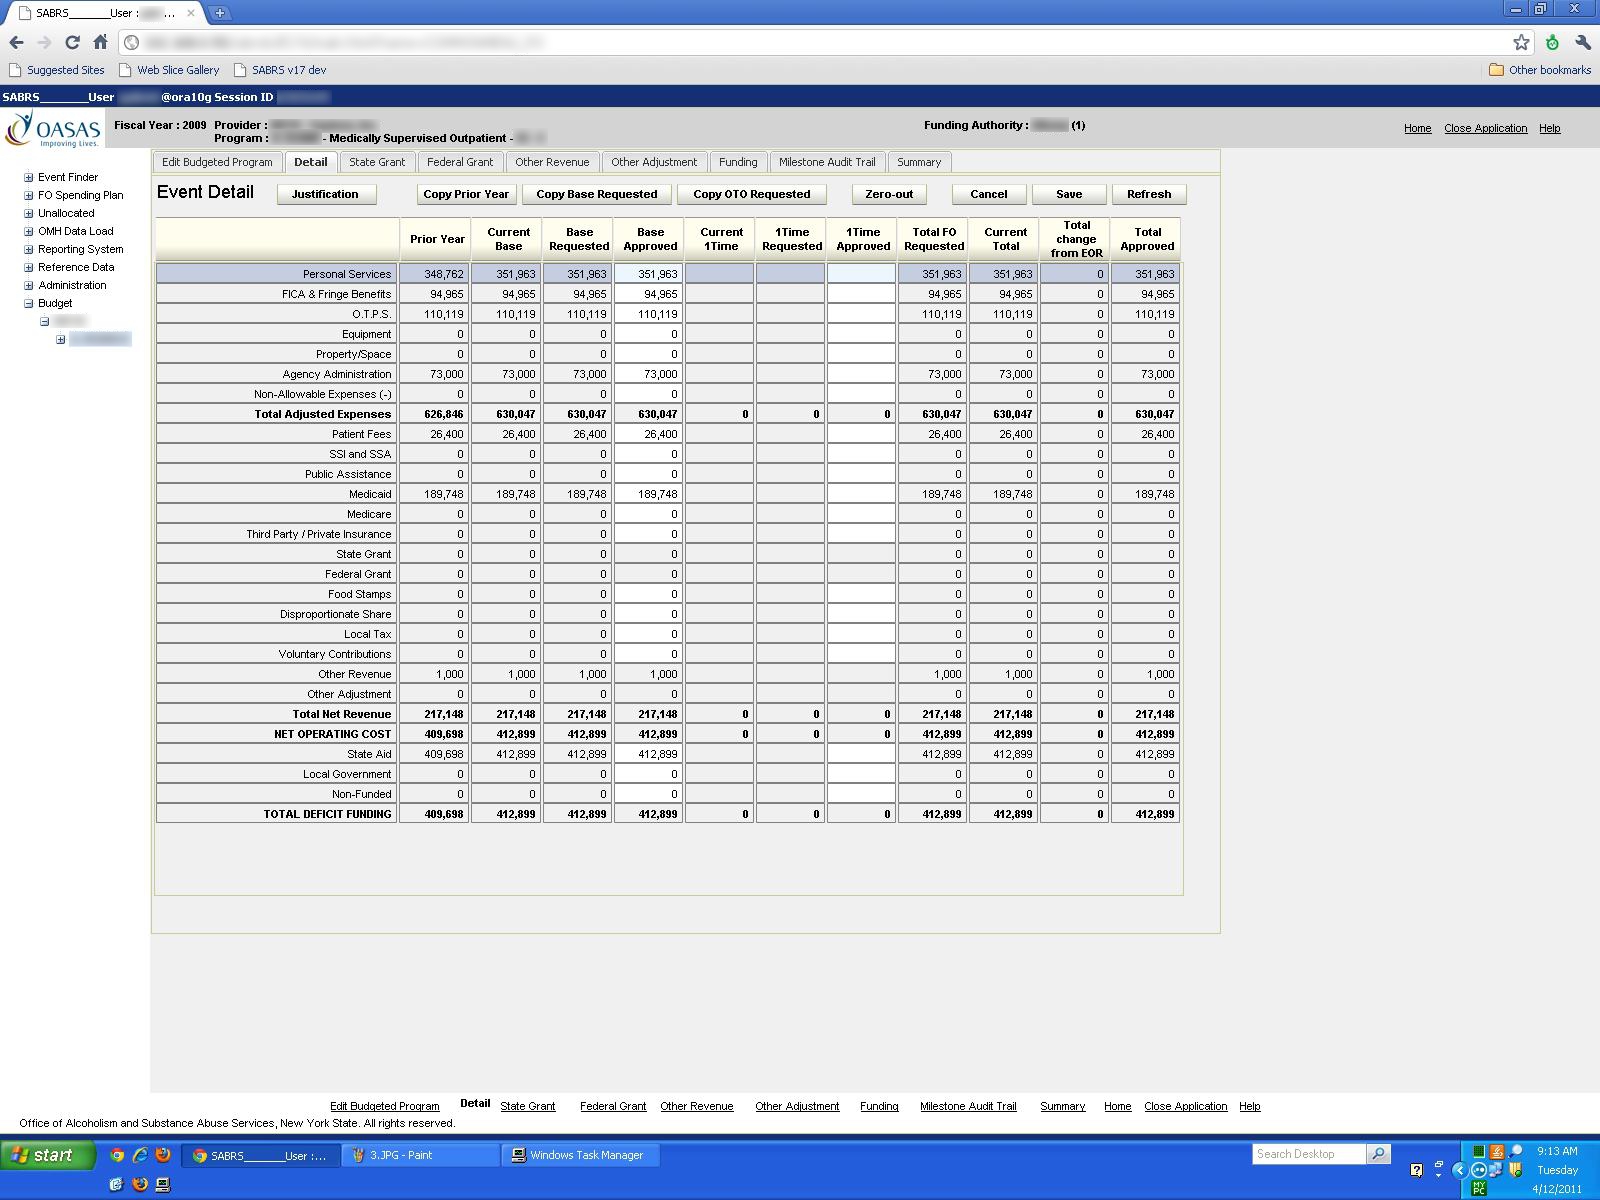 SABRS_______User : ...
Suggested Sites Web Slice Gallery SABRS v17 dev Other bookmarks
SABRS________User @ora10g Session ID
OASAS
Improving Lives.
Fiscal Year : 2009 Provider : Funding Authority : (1)
Program : - Medically Supervised Outpatient -
Home Close Application Help
Event Finder
FO Spending Plan
Unallocated
OMH Data Load
Reporting System
Reference Data
Administration
Budget
Edit Budgeted Program Detail State Grant Federal Grant Other Revenue Other Adjustment Funding Milestone Audit Trail Summary
Event Detail Justification Copy Prior Year Copy Base Requested Copy OTO Requested Zero-out Cancel Save Refresh
Prior Year Current Base Base Requested Base Approved Current 1Time 1Time Requested 1Time Approved Total FO Requested Current Total Total change from EOR Total Approved
Personal Services 348,762 351,963 351,963 351,963 351,963 351,963 0 351,963
FICA & Fringe Benefits 94,965 94,965 94,965 94,965 94,965 94,965 0 94,965
O.T.P.S. 110,119 110,119 110,119 110,119 110,119 110,119 0 110,119
Equipment 0 0 0 0 0 0 0 0
Property/Space 0 0 0 0 0 0 0 0
Agency Administration 73,000 73,000 73,000 73,000 73,000 73,000 0 73,000
Non-Allowable Expenses (-) 0 0 0 0 0 0 0 0
Total Adjusted Expenses 626,846 630,047 630,047 630,047 0 0 0 630,047 630,047 0 630,047
Patient Fees 26,400 26,400 26,400 26,400 26,400 26,400 0 26,400
SSI and SSA 0 0 0 0 0 0 0 0
Public Assistance 0 0 0 0 0 0 0 0
Medicaid 189,748 189,748 189,748 189,748 189,748 189,748 0 189,748
Medicare 0 0 0 0 0 0 0 0
Third Party / Private Insurance 0 0 0 0 0 0 0 0
State Grant 0 0 0 0 0 0 0 0
Federal Grant 0 0 0 0 0 0 0 0
Food Stamps 0 0 0 0 0 0 0 0
Disproportionate Share 0 0 0 0 0 0 0 0
Local Tax 0 0 0 0 0 0 0 0
Voluntary Contributions 0 0 0 0 0 0 0 0
Other Revenue 1,000 1,000 1,000 1,000 1,000 1,000 0 1,000
Other Adjustment 0 0 0 0 0 0 0 0
Total Net Revenue 217,148 217,148 217,148 217,148 0 0 0 217,148 217,148 0 217,148
NET OPERATING COST 409,698 412,899 412,899 412,899 0 0 0 412,899 412,899 0 412,899
State Aid 409,698 412,899 412,899 412,899 412,899 412,899 0 412,899
Local Government 0 0 0 0 0 0 0 0
Non-Funded 0 0 0 0 0 0 0 0
TOTAL DEFICIT FUNDING 409,698 412,899 412,899 412,899 0 0 0 412,899 412,899 0 412,899
Edit Budgeted Program Detail State Grant Federal Grant Other Revenue Other Adjustment Funding Milestone Audit Trail Summary Home Close Application Help
Office of Alcoholism and Substance Abuse Services, New York State. All rights reserved.
start SABRS_______User :... 3.JPG - Paint Windows Task Manager Search Desktop 9:13 AM
Tuesday
MY PC 4/12/2011